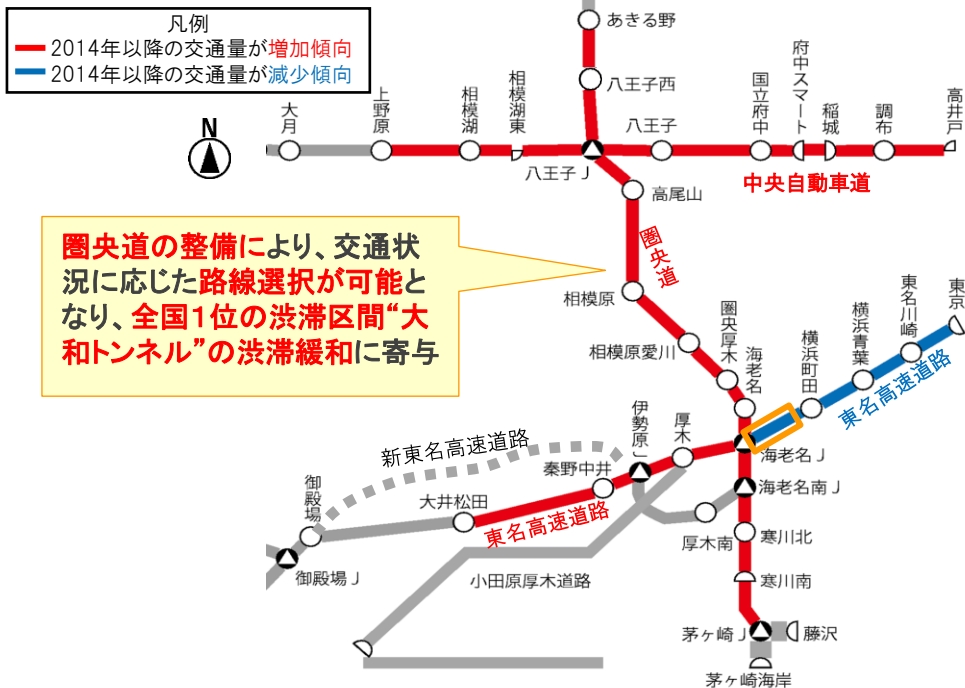 凡例
2014年以降の交通量が増加傾向
2014年以降の交通量が減少傾向
N
あきる野
八王子西
大月
上野原
相模湖
相模湖東
八王子J
八王子
国立府中
府中スマート
稲城
調布
高井戸
中央自動車道
高尾山
圏央道
圏央道の整備により、交通状
況に応じた路線選択が可能と
なり、全国1位の渋滞区間“大
和トンネル”の渋滞緩和に寄与
相模原
相模原愛川
圏央厚木
海老名
横浜町田
横浜青葉
東名川崎
東京
東名高速道路
新東名高速道路
伊勢原J
厚木
海老名J
秦野中井
御殿場
大井松田
東名高速道路
海老名南J
厚木南
寒川北
御殿場J
小田原厚木道路
寒川南
茅ヶ崎J
藤沢
茅ヶ崎海岸